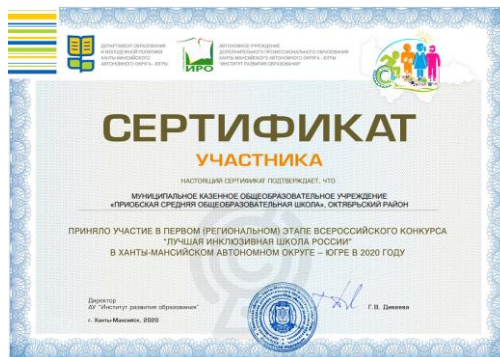 ДЕПАРТАМЕНТ ОБРАЗОВАНИЯ
И МОЛОДЕЖНОЙ ПОЛИТИКИ
ХАНТЫ-МАНСИЙСКОГО
АВТОНОМНОГО ОКРУГА - ЮГРЫ
ИРО
АВТОНОМНОЕ УЧРЕЖДЕНИЕ
ДОПОЛНИТЕЛЬНОГО ПРОФЕССИОНАЛЬНОГО ОБРАЗОВАНИЯ
ХАНТЫ-МАНСИЙСКОГО АВТОНОМНОГО ОКРУГА - ЮГРЫ
"ИНСТИТУТ РАЗВИТИЯ ОБРАЗОВАНИЯ"
СЕРТИФИКАТ
УЧАСТНИКА
НАСТОЯЩИЙ СЕРТИФИКАТ ПОДТВЕРЖДАЕТ, ЧТО
МУНИЦИПАЛЬНОЕ КАЗЕННОЕ ОБЩЕОБРАЗОВАТЕЛЬНОЕ УЧРЕЖДЕНИЕ
«ПРИОБСКАЯ СРЕДНЯЯ ОБЩЕОБРАЗОВАТЕЛЬНАЯ ШКОЛА», ОКТЯБРЬСКИЙ РАЙОН
ПРИНЯЛО УЧАСТИЕ В ПЕРВОМ (РЕГИОНАЛЬНОМ) ЭТАПЕ ВСЕРОССИЙСКОГО КОНКУРСА
"ЛУЧШАЯ ИНКЛЮЗИВНАЯ ШКОЛА РОССИИ"
В ХАНТЫ-МАНСИЙСКОМ АВТОНОМНОМ ОКРУГЕ – ЮГРЕ В 2020 ГОДУ
Директор
АУ "Институт развития образования"
Г.В. Дивеева
г. Ханты-Мансийск, 2020